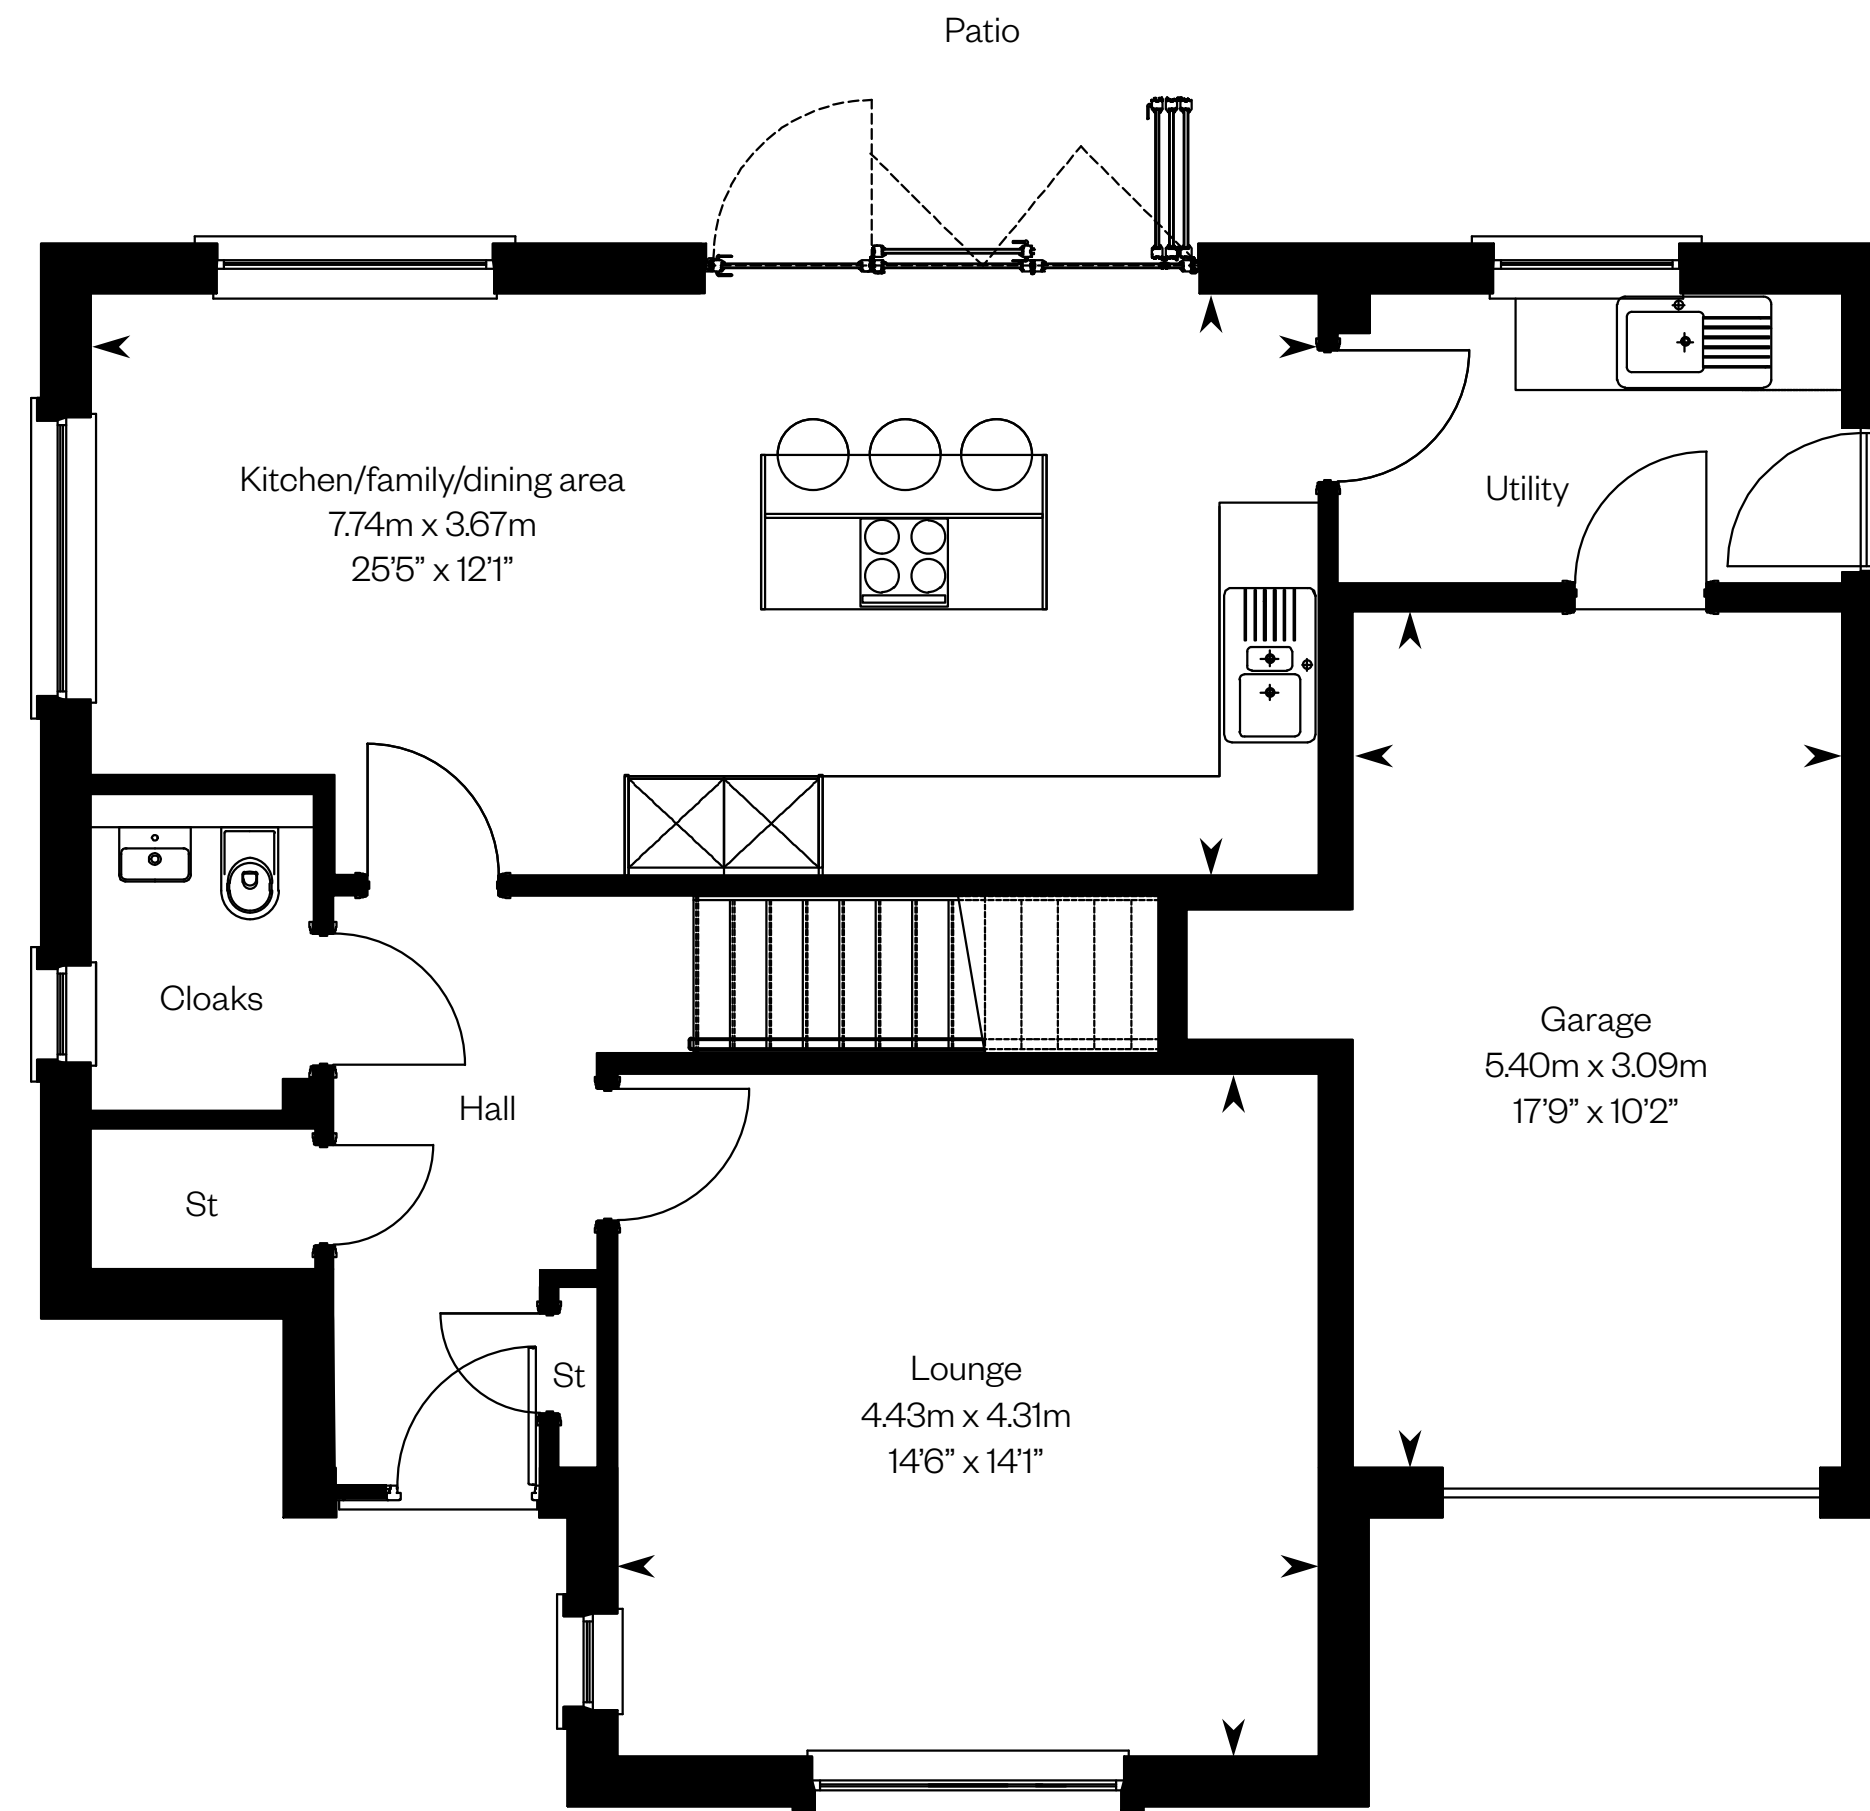 Patio
Kitchen/family/dining area
7.74m x 3.67m
25'5” x 12'1”
Utility
Cloaks
Hall
St
St
Garage
5.40m x 3.09m
17'9” x 10'2”
Lounge
4.43m x 4.31m
14'6” x 14'1”